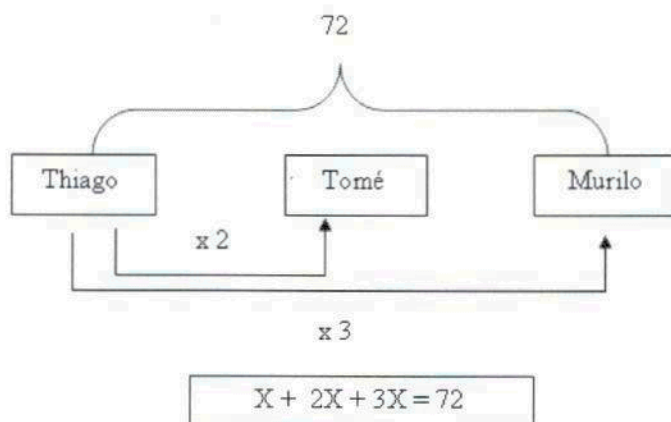 72
Thiago
Tomé
Murilo
x 2
x 3
X + 2X + 3X = 72